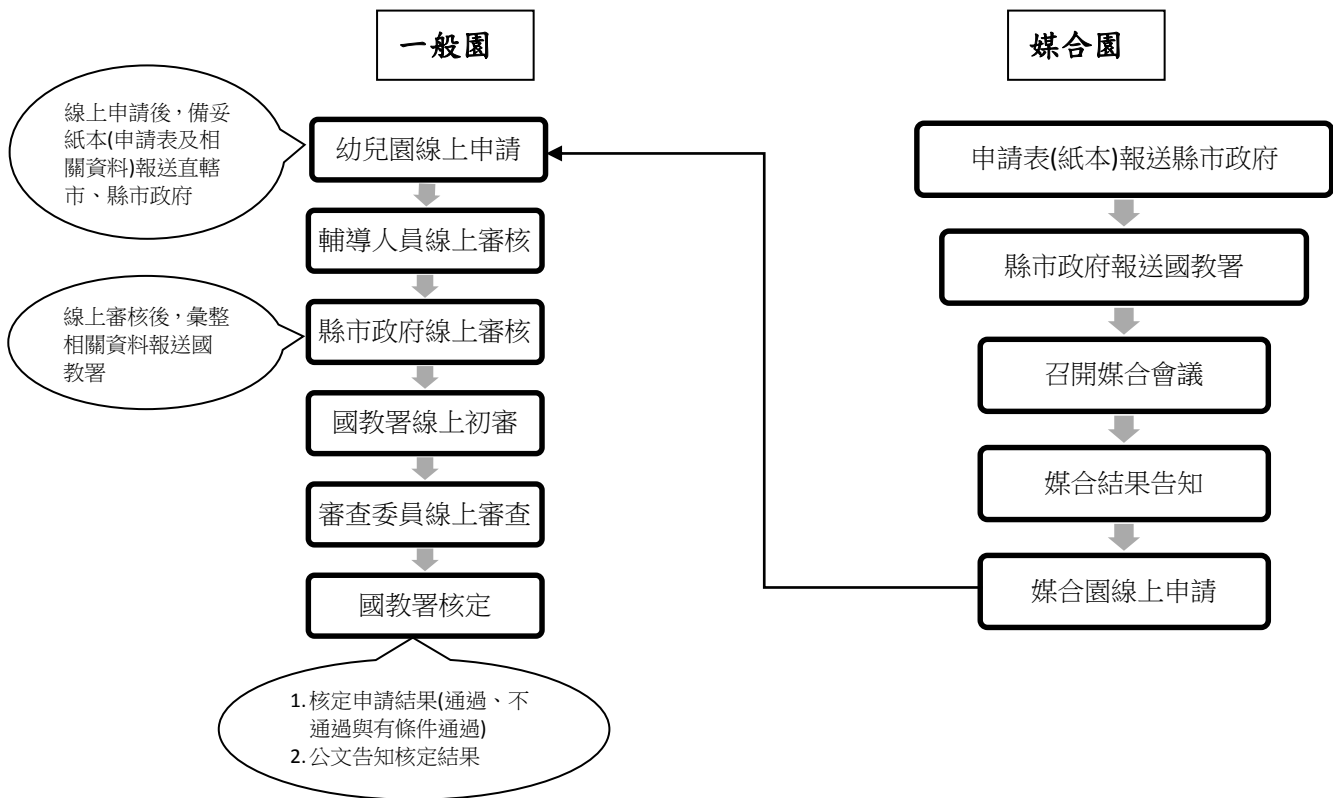 一般園
媒合園
線上申請後，備妥
紙本(申請表及相
關資料)報送直轄
市、縣市政府
幼兒園線上申請
輔導人員線上審核
線上審核後，彙整
相關資料報送國
教署
縣市政府線上審核
國教署線上初審
審查委員線上審查
國教署核定
1. 核定申請結果(通過、不
通過與有條件通過)
2. 公文告知核定結果
申請表(紙本)報送縣市政府
縣市政府報送國教署
召開媒合會議
媒合結果告知
媒合園線上申請